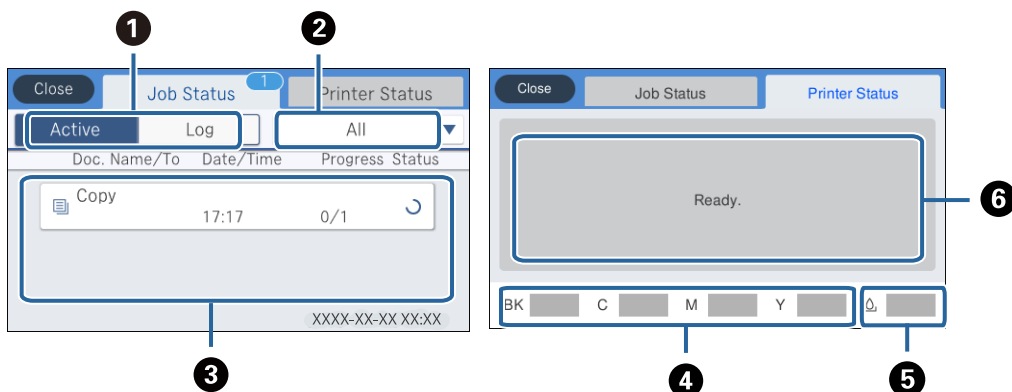 1 2
Close Job Status 1 Printer Status
Active Log All
Doc. Name/To Date/Time Progress Status
Copy
17:17 0/1
XXXX-XX-XX XX:XX
3
Close Job Status Printer Status
Ready.
6
BK C M Y
4 5